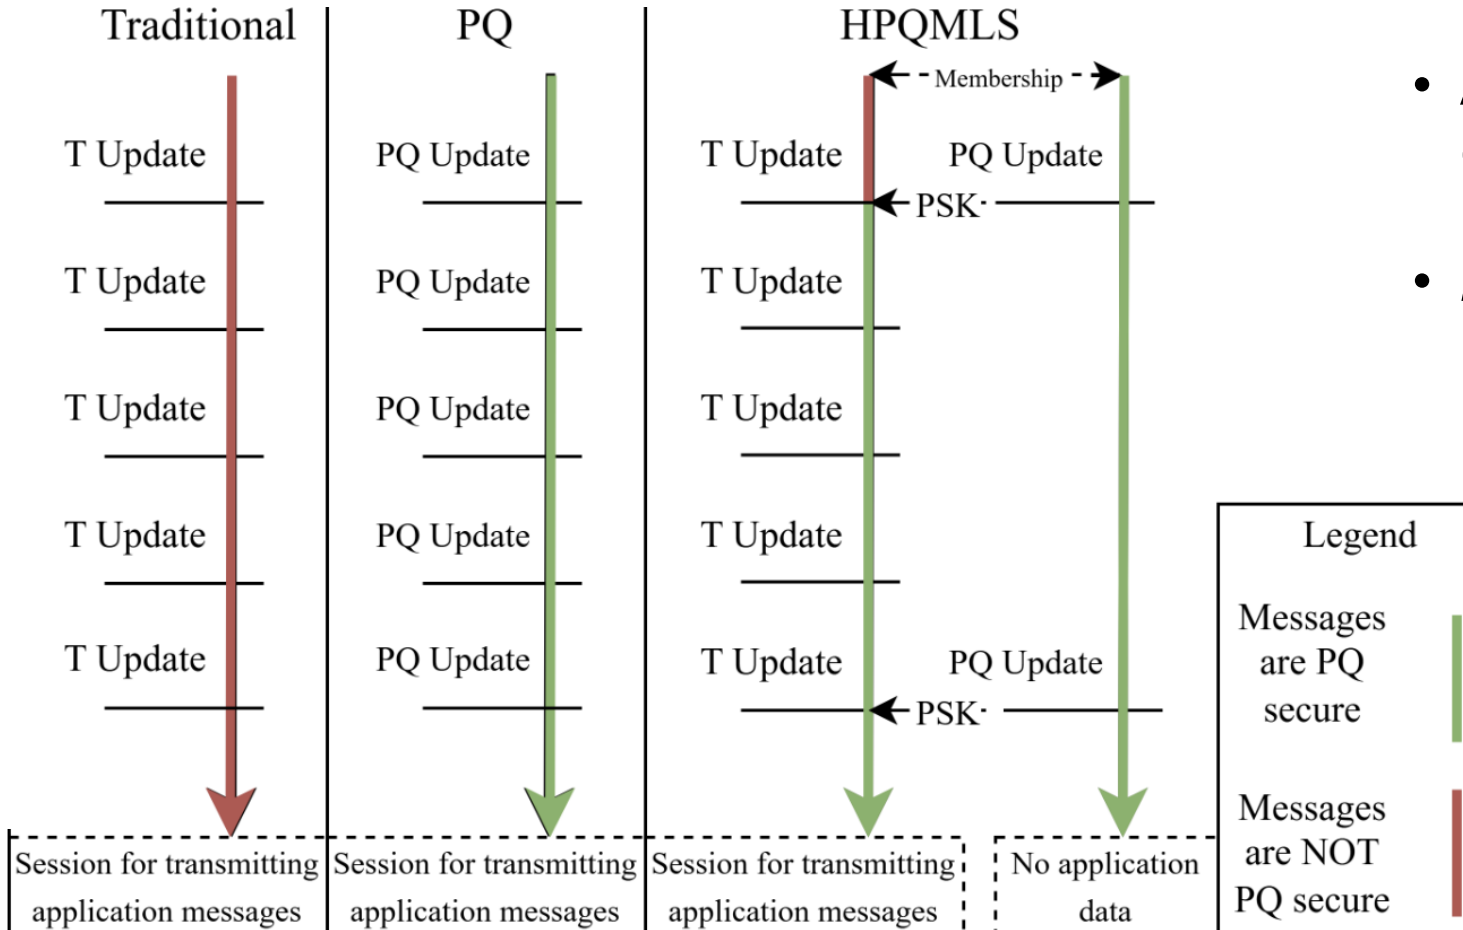 Traditional
PQ
HPQMLS
Membership
T Update
PQ Update
T Update
PQ Update
PSK
T Update
PQ Update
T Update
T Update
PQ Update
T Update
T Update
PQ Update
T Update
T Update
PQ Update
T Update
PQ Update
PSK
Session for transmitting
application messages
Session for transmitting
application messages
Session for transmitting
application messages
No application
data
Legend
Messages
are PQ
secure
Messages
are NOT
PQ secure